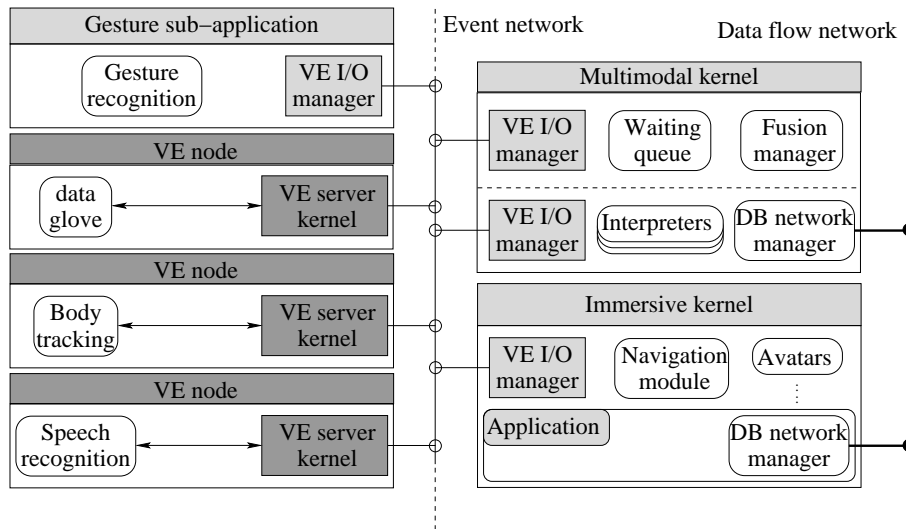 Gesture sub−application
Gesture
recognition
VE I/O
manager
VE node
data
glove
VE server
kernel
VE node
Body
tracking
VE server
kernel
VE node
Speech
recognition
VE server
kernel
Event network
Data flow network
Multimodal kernel
VE I/O
manager
Waiting
queue
Fusion
manager
VE I/O
manager
Interpreters
DB network
manager
Immersive kernel
VE I/O
manager
Navigation
module
Avatars
Application
DB network
manager